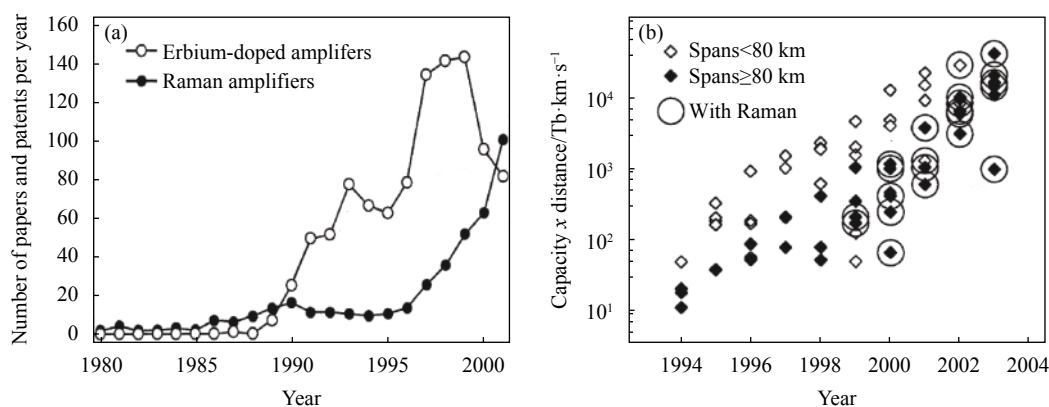 (a)
Erbium-doped amplifers
Raman amplifiers
Number of papers and patents per year
160
140
120
100
80
60
40
20
0
1980
1985
1990
1995
2000
Year
(b)
Spans<80 km
Spans≥80 km
With Raman
Capacity x distance/Tb·km·s⁻¹
10⁴
10³
10²
10¹
1994
1996
1998
2000
2002
2004
Year